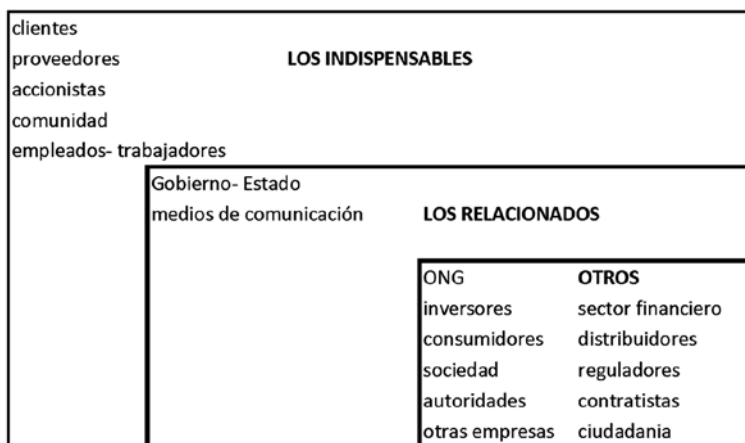 clientes
proveedores LOS INDISPENSABLES
accionistas
comunidad
empleados- trabajadores
Gobierno- Estado
medios de comunicación LOS RELACIONADOS
ONG OTROS
inversores sector financiero
consumidores distribuidores
sociedad reguladores
autoridades contratistas
otras empresas ciudadania